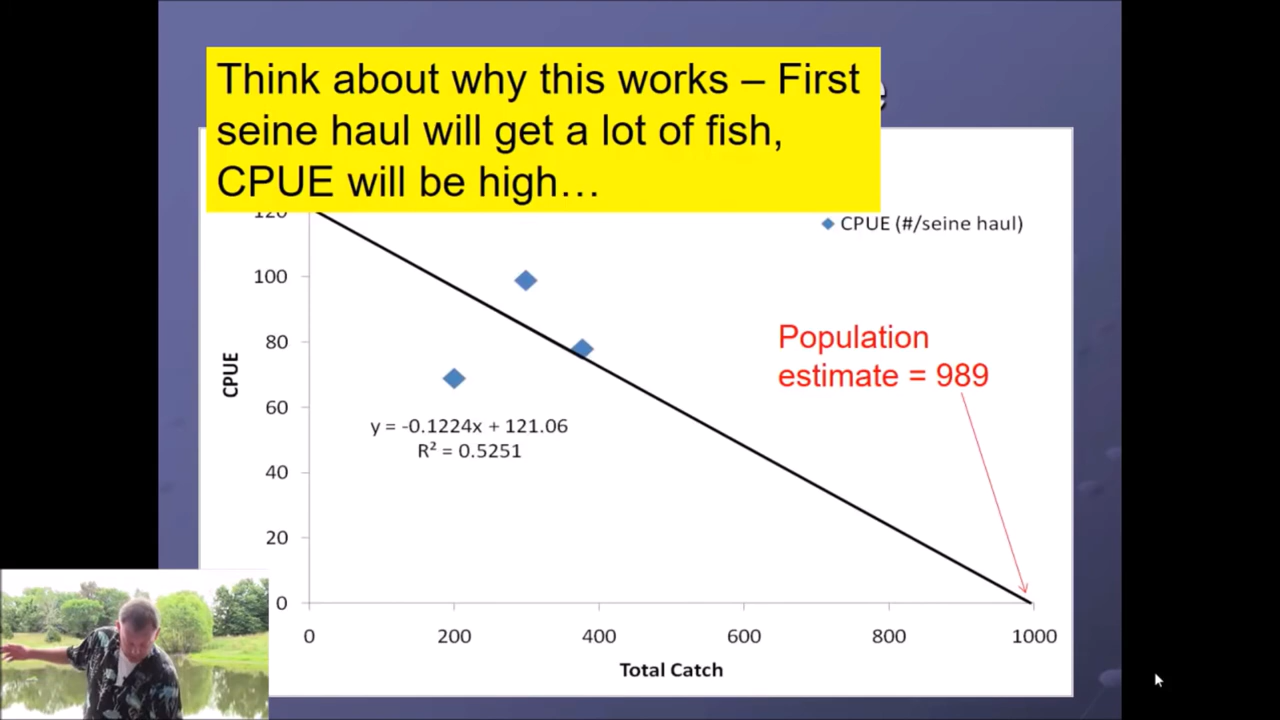 Think about why this works – First
seine haul will get a lot of fish,
CPUE will be high…
120
CPUE (#/seine haul)
100
80
60
40
20
0
CPUE
Population
estimate = 989
y = -0.1224x + 121.06
R² = 0.5251
0 200 400 600 800 1000
Total Catch